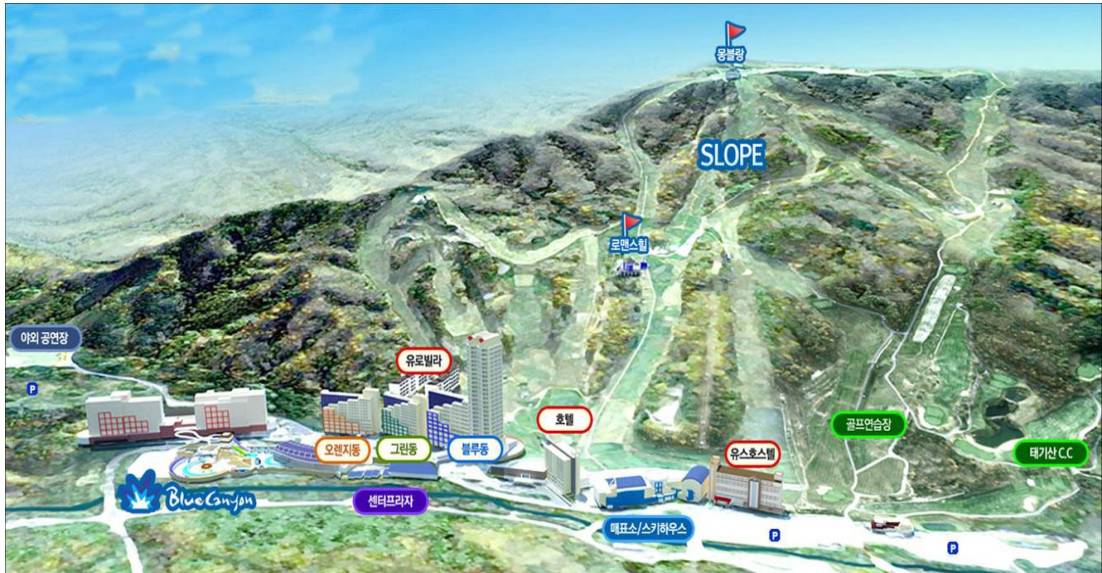 몽블랑
SLOPE
로맨스힐
야외 공연장
P
유로빌라
오렌지동
그린동
블루동
호텔
골프연습장
유스호스텔
태기산 C.C
BlueCanyon
센터프라자
매표소/스키하우스
P
P